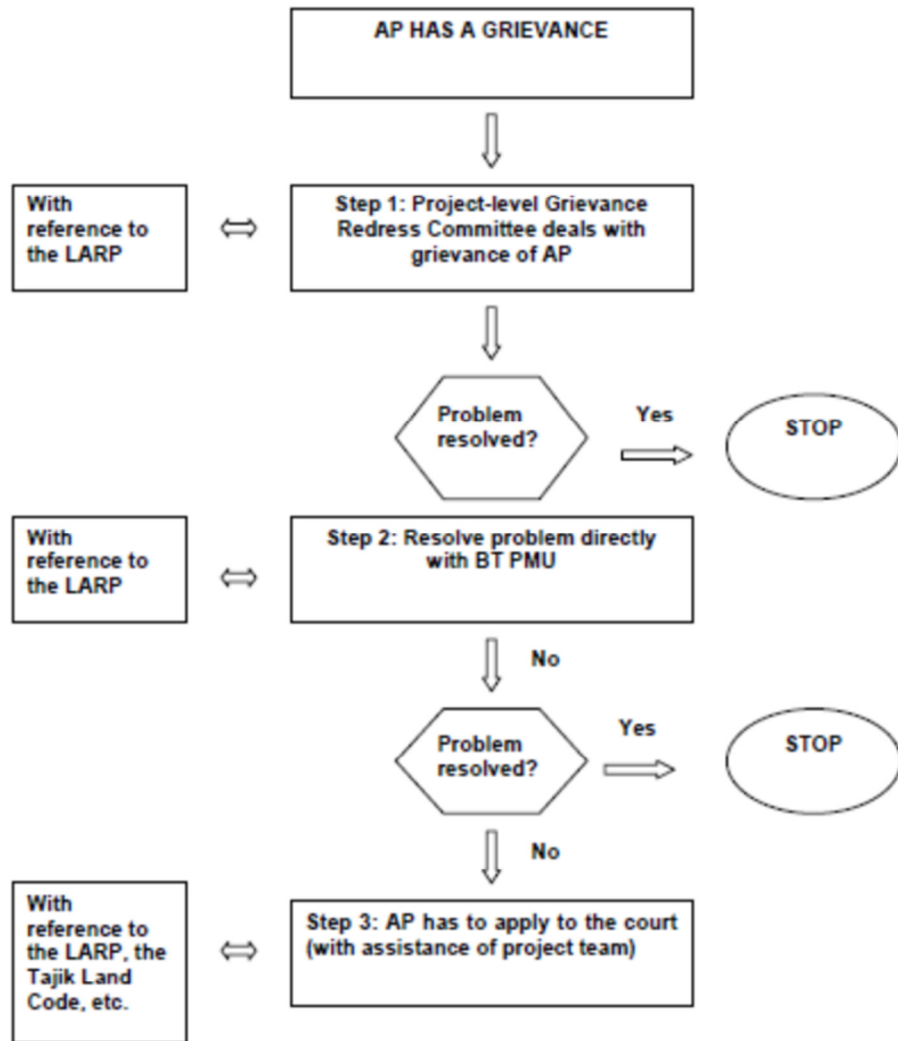 AP HAS A GRIEVANCE
With
reference to
the LARP
Step 1: Project-level Grievance
Redress Committee deals with
grievance of AP
Problem
resolved?
Yes
STOP
With
reference to
the LARP
Step 2: Resolve problem directly
with BT PMU
No
Problem
resolved?
Yes
STOP
No
With
reference to
the LARP, the
Tajik Land
Code, etc.
Step 3: AP has to apply to the court
(with assistance of project team)